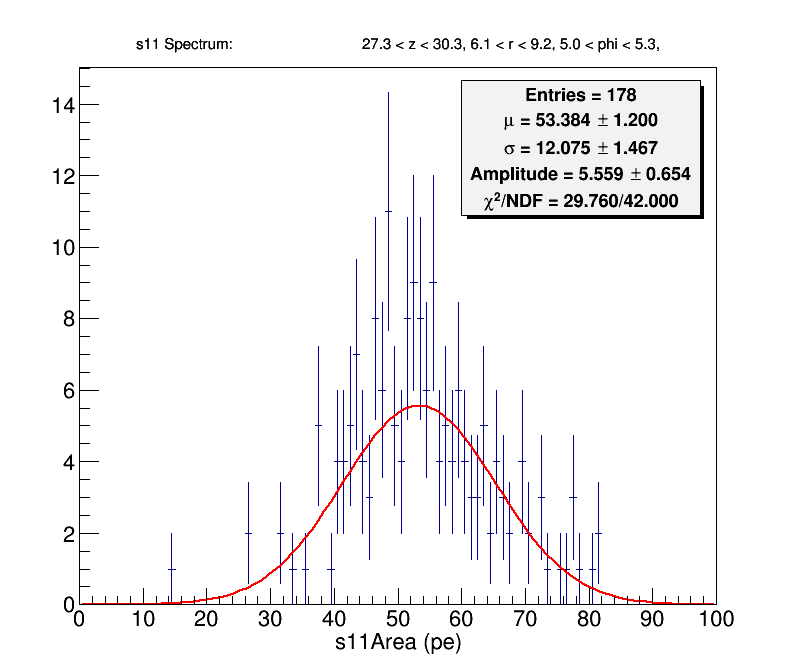 s11 Spectrum: 27.3 < z < 30.3, 6.1 < r < 9.2, 5.0 < phi < 5.3,
Entries = 178
μ = 53.384 ± 1.200
σ = 12.075 ± 1.467
Amplitude = 5.559 ± 0.654
χ²/NDF = 29.760/42.000
14
12
10
8
6
4
2
0
0 10 20 30 40 50 60 70 80 90 100
s11Area (pe)